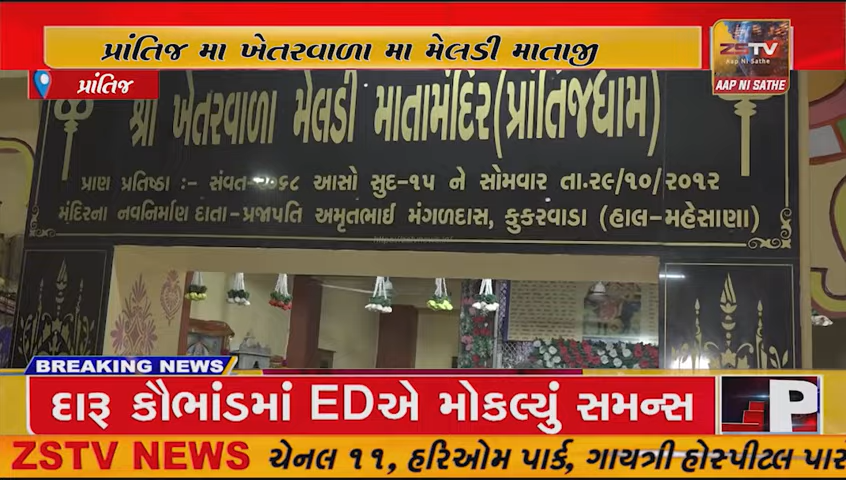 પ્રાંતિજ મા ખેતરવાળા મા મેલડી માતાજી
ZSTV
Aap Ni Sathe
AAP NI SATHE
પ્રાંતિજ
શ્રી ખેતરવાળા મેલડી માતામંદિર(પ્રાંતિજધામ)
પ્રાણ પ્રતિષ્ઠા :- સંવત-૨૦૬૮ આસો સુદ-૧૫ ને સોમવાર તા.૨૯/૧૦/૨૦૧૨
મંદિરના નવનિર્માણ દાતા-પ્રજાપતિ અમૃતભાઈ મંગળદાસ, કુકરવાડા (હાલ-મહેસાણા)
BREAKING NEWS
દારૂ કૌભાંડમાં EDએ મોકલ્યું સમન્સ
P
ZSTV NEWS ચેનલ ૧૧, હરિઓમ પાર્ક, ગાયત્રી હોસ્પીટલ પાસે